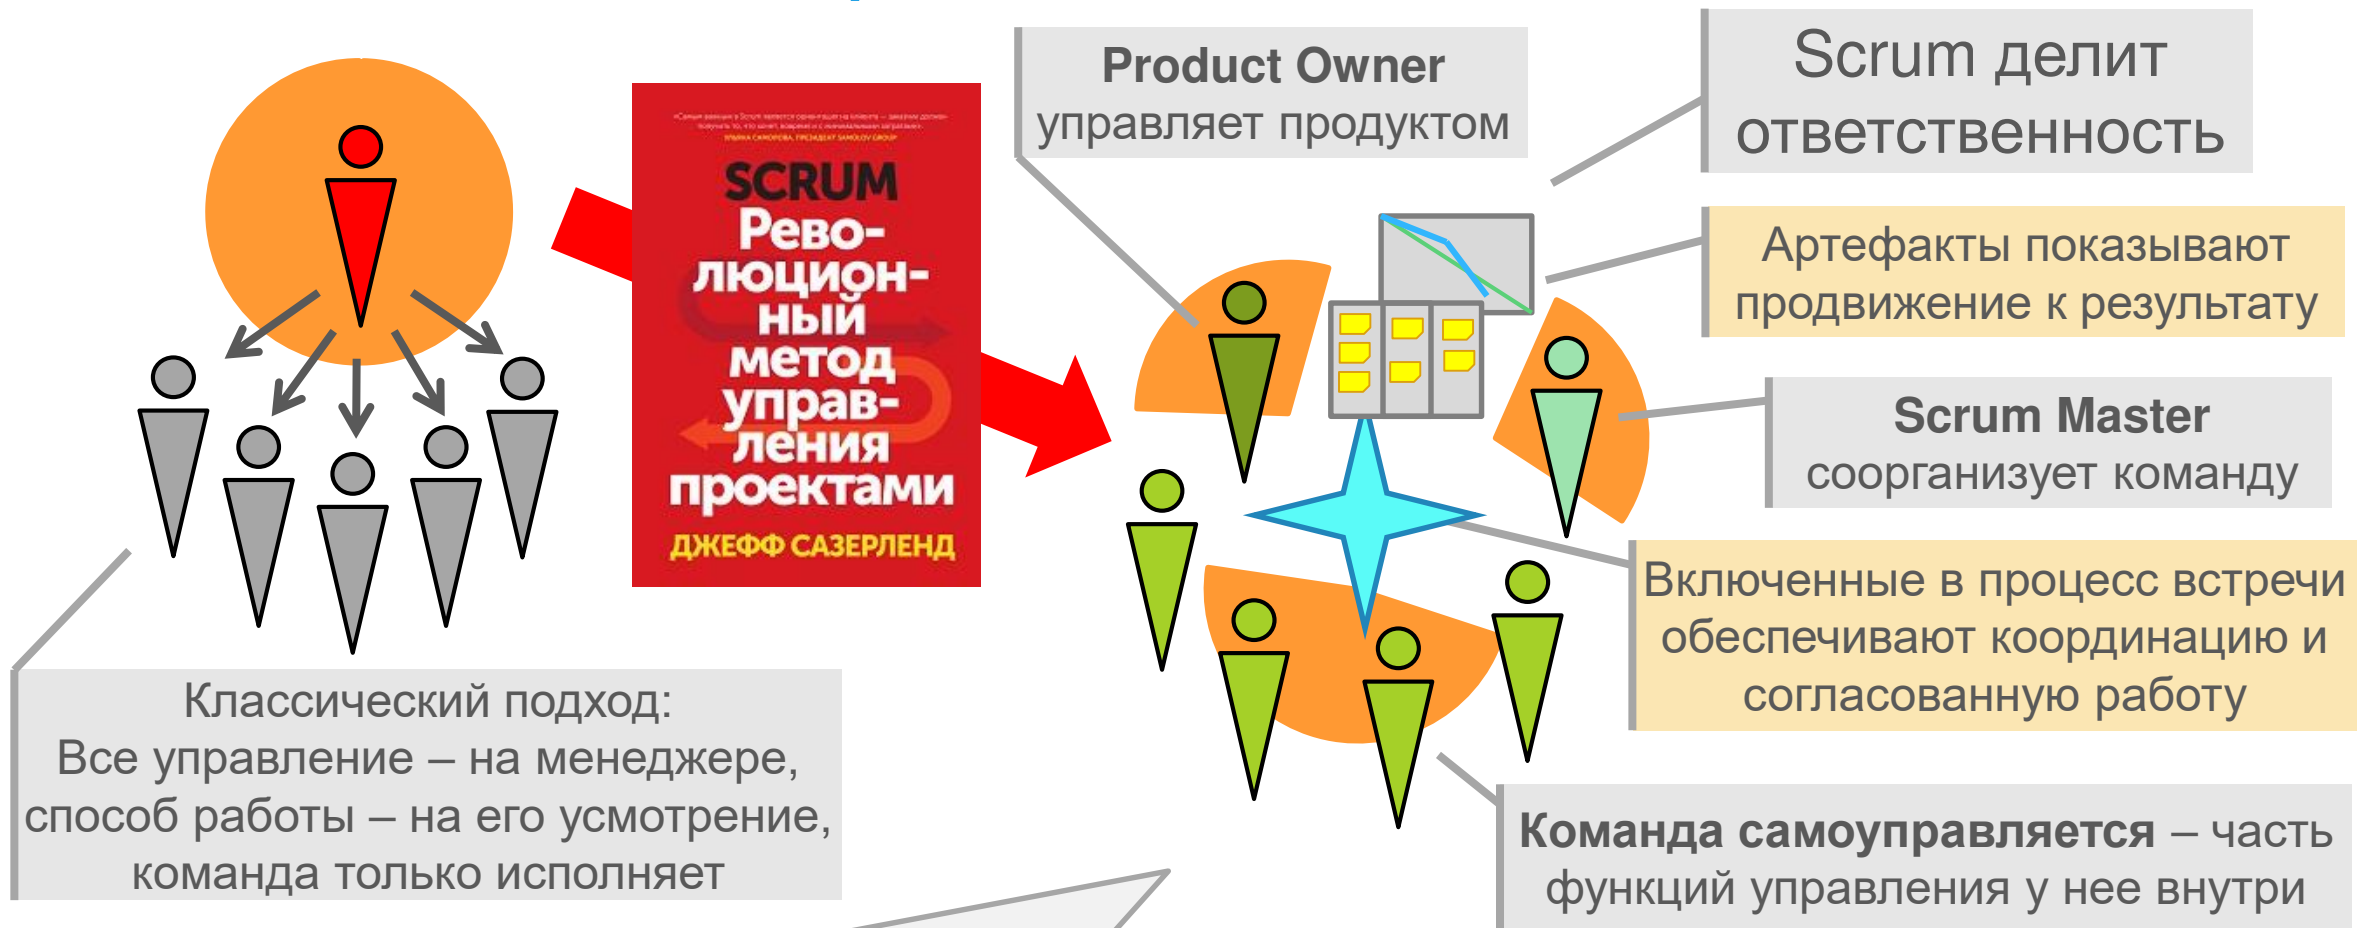 Product Owner
управляет продуктом
Scrum делит
ответственность
Артефакты показывают
продвижение к результату
Scrum Master
соорганизует команду
Включенные в процесс встречи
обеспечивают координацию и
согласованную работу
Команда самоуправляется – часть
функций управления у нее внутри
SCRUM
Рево-
люцион-
ный
метод
управ-
ления
проектами
ДЖЕФФ САЗЕРЛЕНД
Классический подход:
Все управление – на менеджере,
способ работы – на его усмотрение,
команда только исполняет